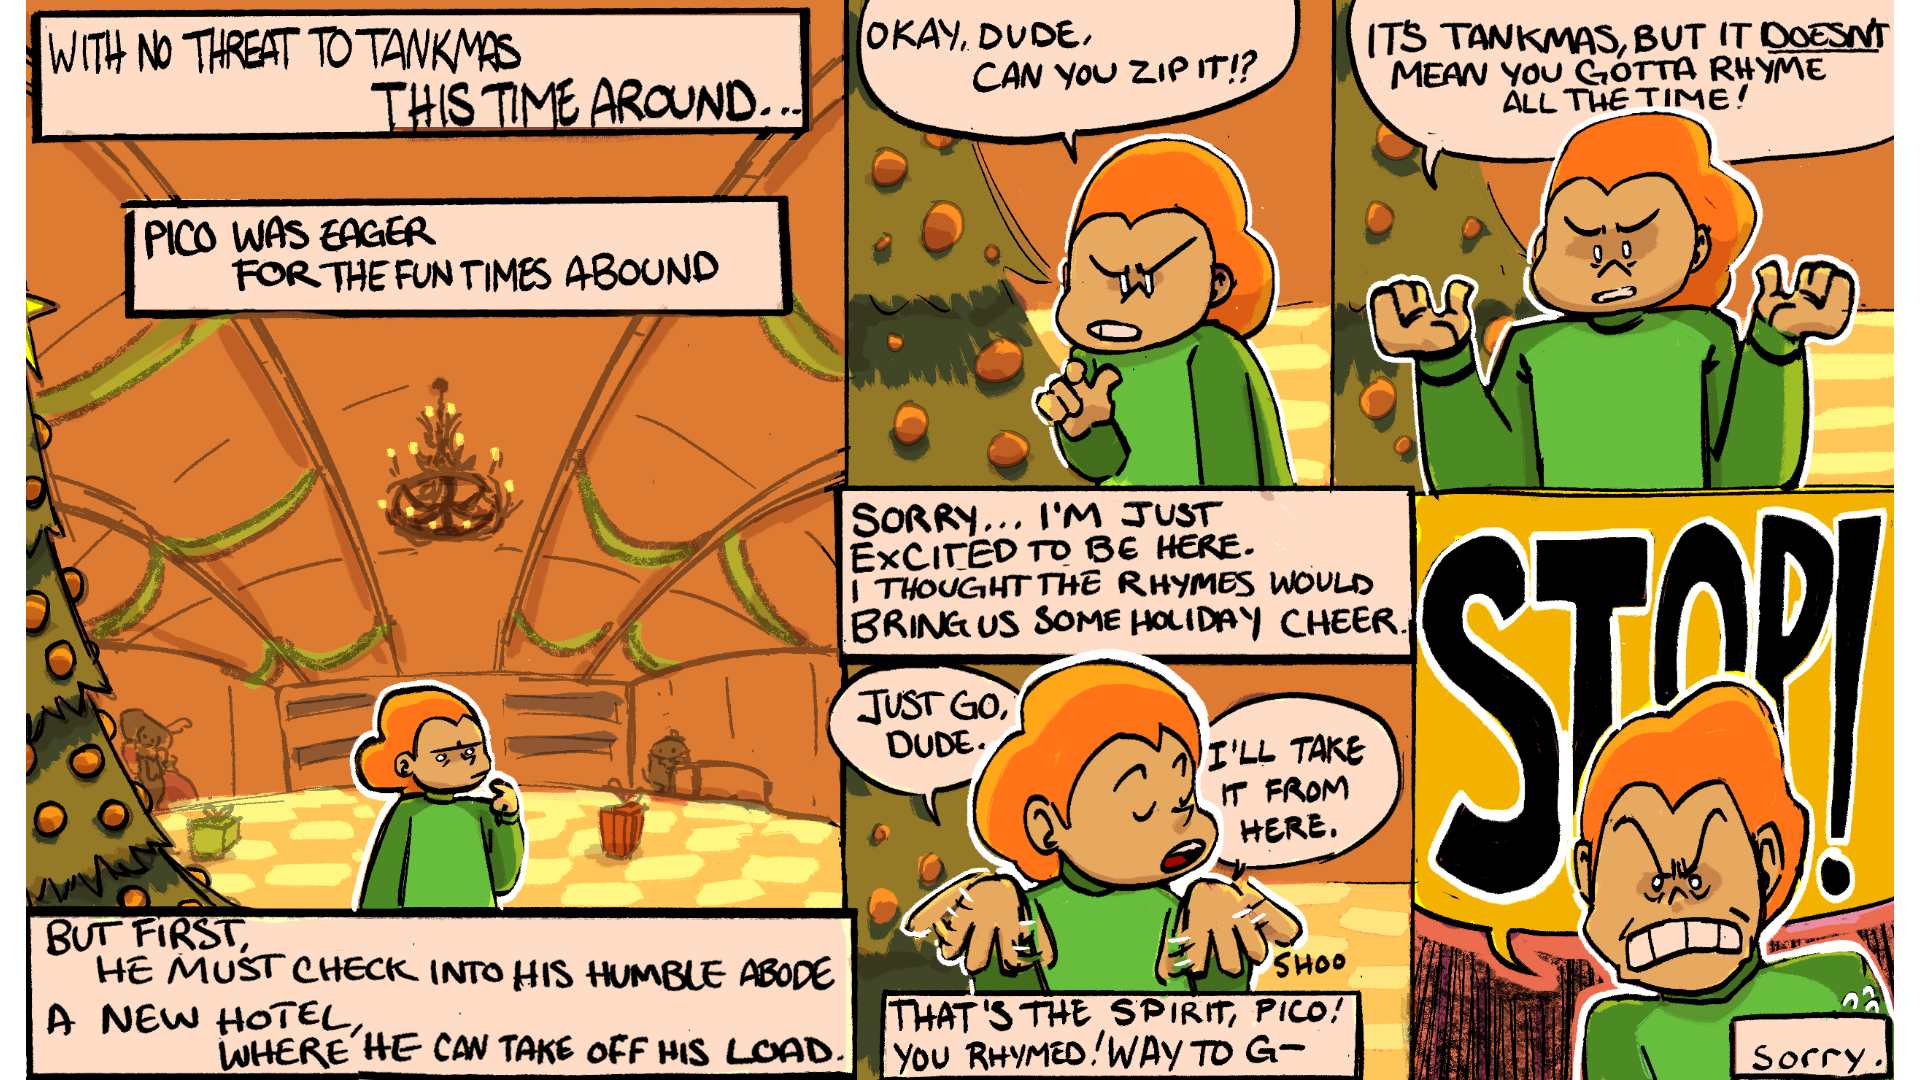 WITH NO THREAT TO TANKMAS
THIS TIME AROUND...
PICO WAS EAGER
FOR THE FUN TIMES ABOUND
BUT FIRST,
HE MUST CHECK INTO HIS HUMBLE ABODE
A NEW HOTEL,
WHERE HE CAN TAKE OFF HIS LOAD.
OKAY, DUDE,
CAN YOU ZIP IT!?
IT'S TANKMAS, BUT IT DOESN'T
MEAN YOU GOTTA RHYME
ALL THE TIME!
SORRY... I'M JUST
EXCITED TO BE HERE.
I THOUGHT THE RHYMES WOULD
BRING US SOME HOLIDAY CHEER.
JUST GO,
DUDE.
I'LL TAKE
IT FROM
HERE.
SHOO
THAT'S THE SPIRIT, PICO!
YOU RHYMED! WAY TO G-
STOP!
Sorry.